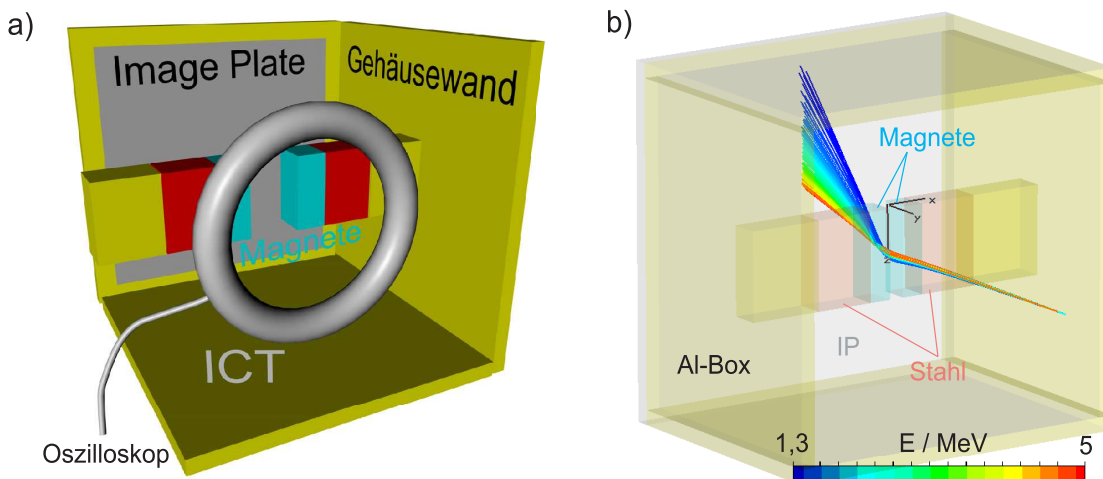 a)
Image Plate
Gehäusewand
Magnete
ICT
Oszilloskop
b)
Magnete
x
y
z
IP
Al-Box
Stahl
1,3 E / MeV 5